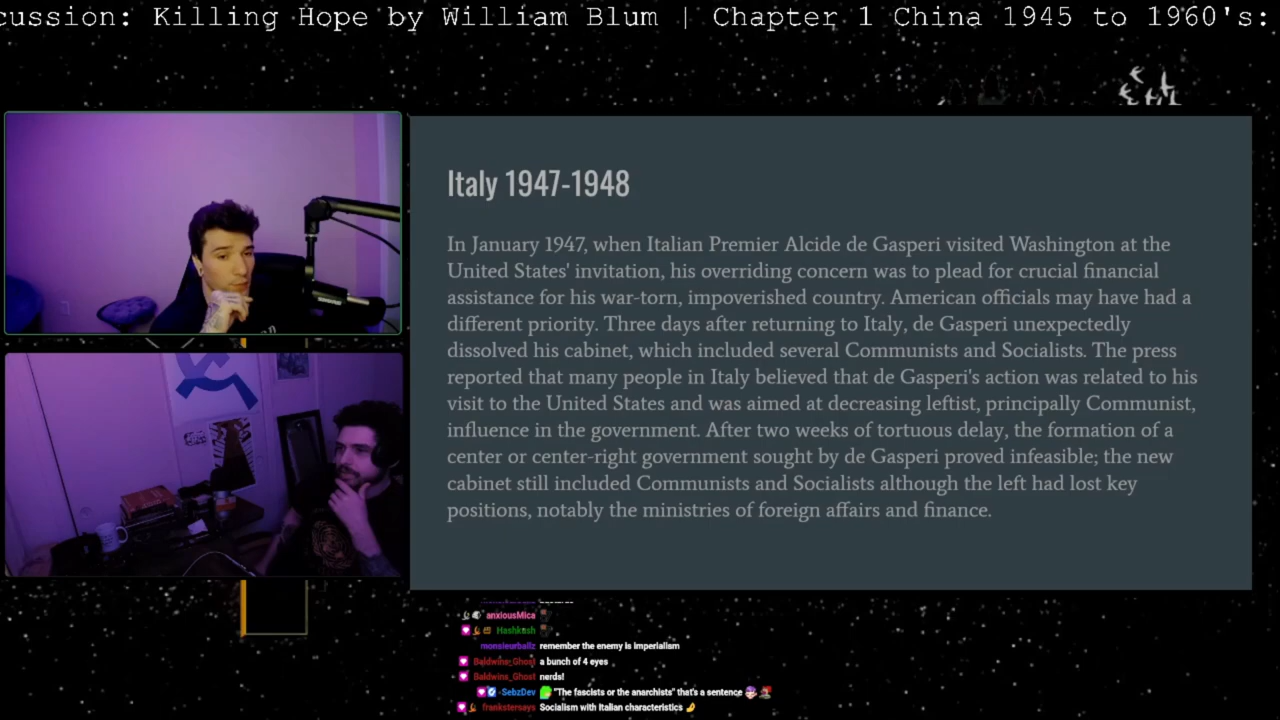 cussion: Killing Hope by William Blum | Chapter 1 China 1945 to 1960's:
Italy 1947-1948
In January 1947, when Italian Premier Alcide de Gasperi visited Washington at the
United States' invitation, his overriding concern was to plead for crucial financial
assistance for his war-torn, impoverished country. American officials may have had a
different priority. Three days after returning to Italy, de Gasperi unexpectedly
dissolved his cabinet, which included several Communists and Socialists. The press
reported that many people in Italy believed that de Gasperi's action was related to his
visit to the United States and was aimed at decreasing leftist, principally Communist,
influence in the government. After two weeks of tortuous delay, the formation of a
center or center-right government sought by de Gasperi proved infeasible; the new
cabinet still included Communists and Socialists although the left had lost key
positions, notably the ministries of foreign affairs and finance.
anxiousMica
Hashkash
monsieurballz remember the enemy is imperialism
Baldwins_Ghost a bunch of 4 eyes
Baldwins_Ghost nerds!
-SebzDev "The fascists or the anarchists" that's a sentence
frankstersays Socialism with Italian characteristics